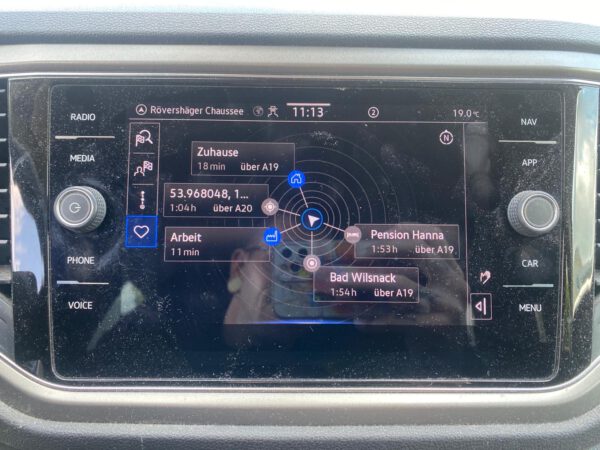 RADIO
MEDIA
PHONE
VOICE
Rövershäger Chaussee
11:13
2
19.0°C
N
Zuhause
18 min über A19
53.968048, 1...
1:04 h über A20
Arbeit
11 min
Pension Hanna
1:53 h über A19
Bad Wilsnack
1:54 h über A19
NAV
APP
CAR
MENU